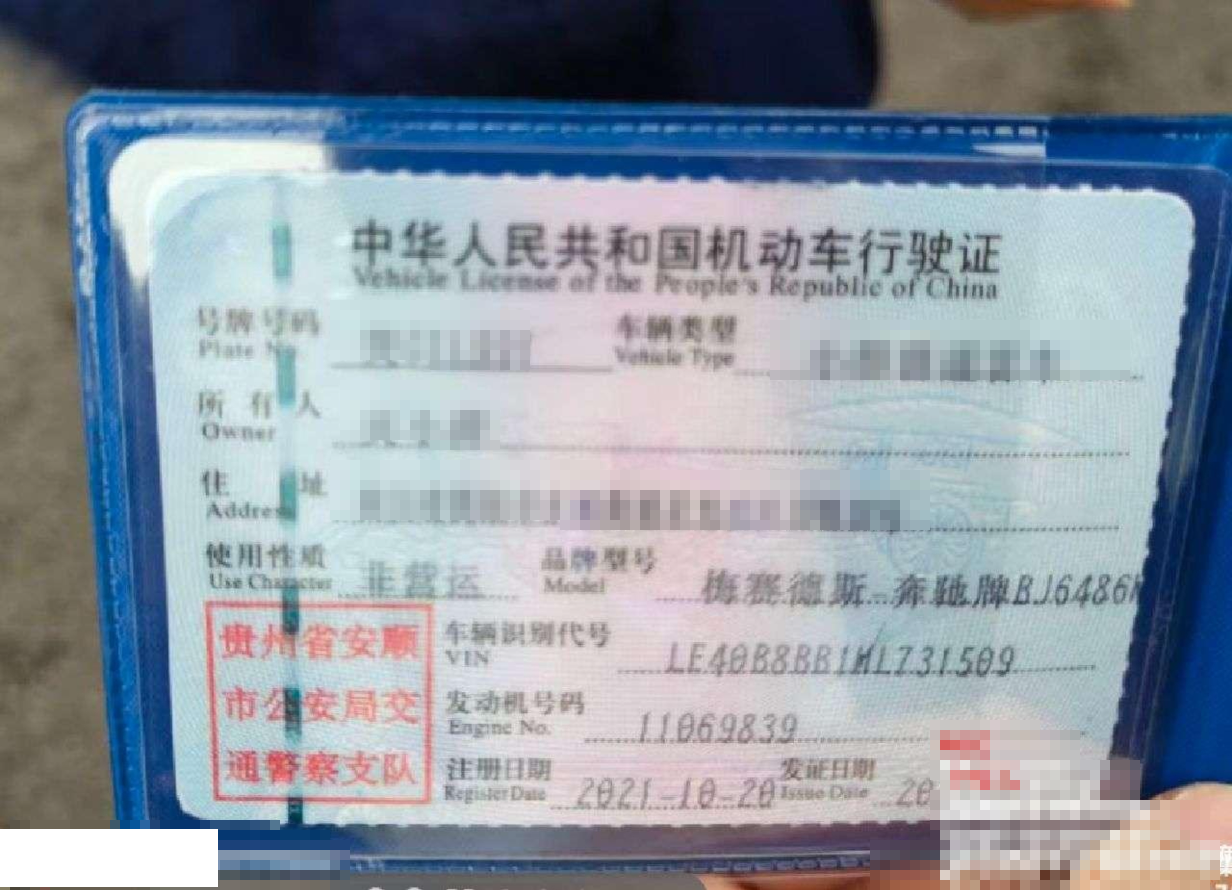 中华人民共和国机动车行驶证
Vehicle License of the People's Republic of China
号牌号码 车辆类型
Plate No. Vehicle Type
所有人
Owner
住址
Address
使用性质 非营运 品牌型号 梅赛德斯-奔驰牌BJ6486
Use Character Model
贵州省安顺
市公安局交
通警察支队
车辆识别代号 LE40B8BB1ML731509
VIN
发动机号码 11069839
Engine No.
注册日期 2021-10-20 发证日期 20
Register Date Issue Date